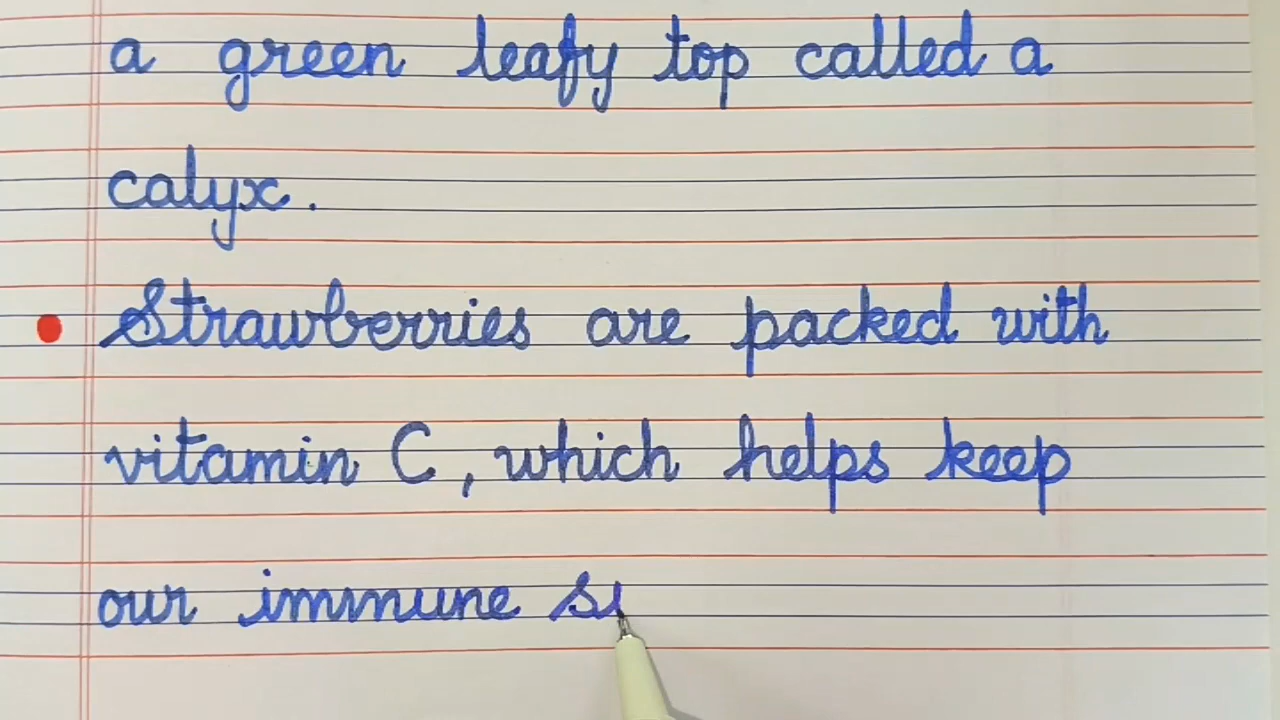 a green leafy top called a
calyx.
Strawberries are packed with
vitamin C, which helps keep
our immune